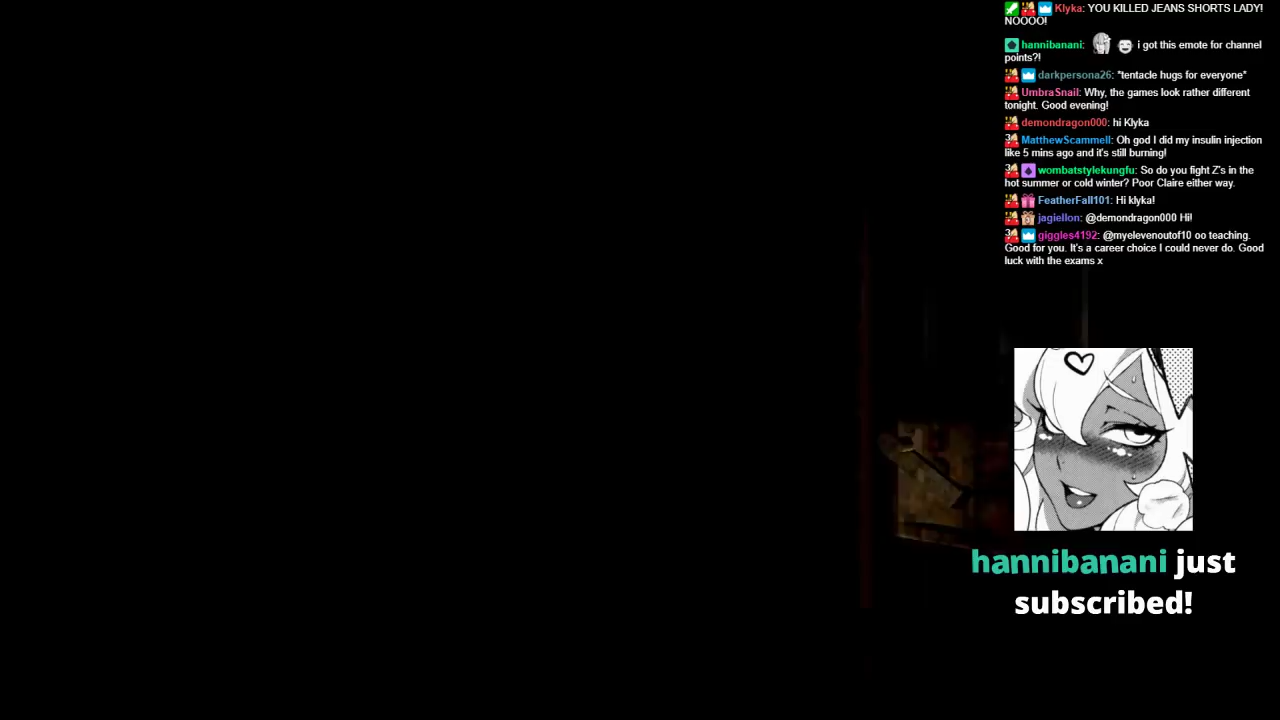 Klyka: YOU KILLED JEANS SHORTS LADY!
NOOOO!
hannibanani: i got this emote for channel
points?!
darkpersona26: *tentacle hugs for everyone*
UmbraSnail: Why, the games look rather different
tonight. Good evening!
demondragon000: hi Klyka
MatthewScammell: Oh god I did my insulin injection
like 5 mins ago and it's still burning!
wombatstylekungfu: So do you fight Z's in the
hot summer or cold winter? Poor Claire either way.
FeatherFall101: Hi klyka!
jagiellon: @demondragon000 Hi!
giggles4192: @myelevenoutof10 oo teaching.
Good for you. It's a career choice I could never do. Good
luck with the exams x
hannibanani just
subscribed!